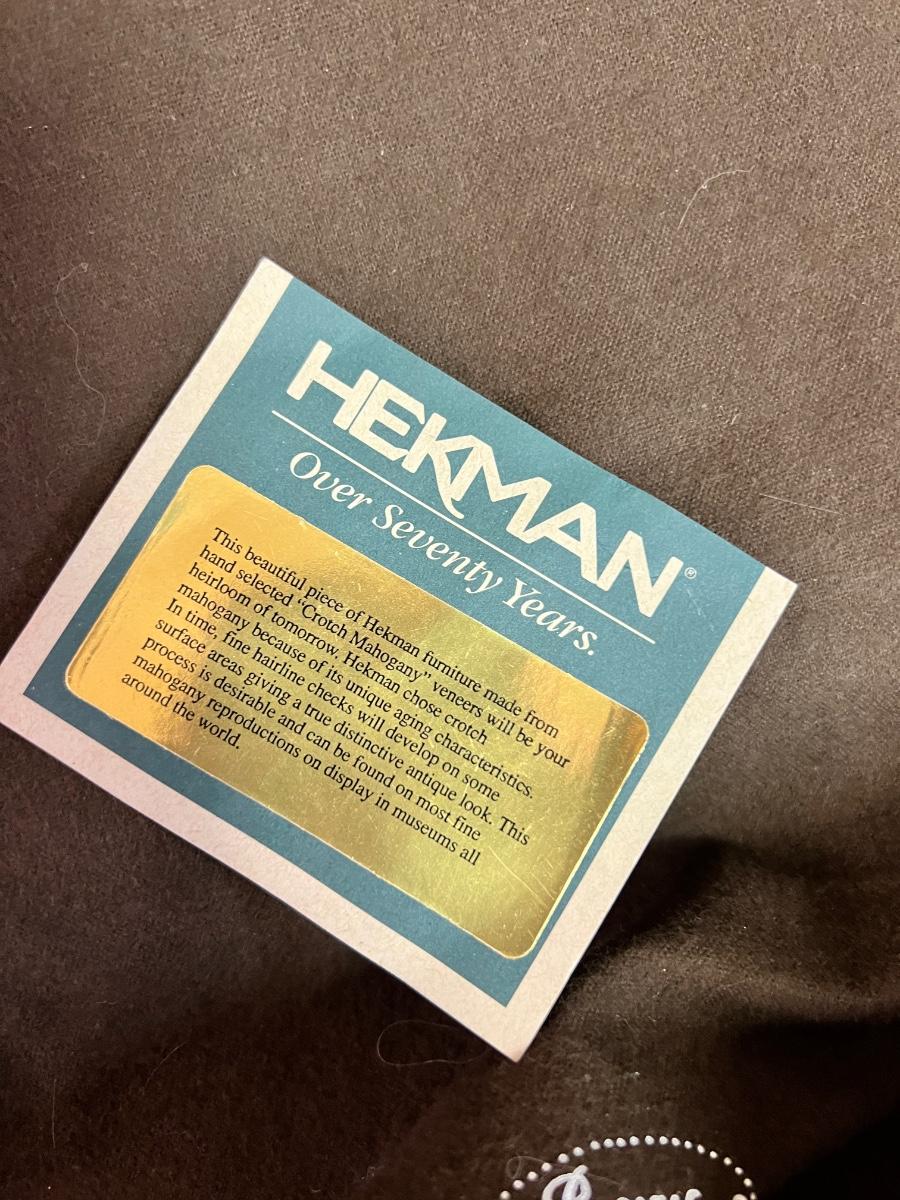 HEKMAN®
Over Seventy Years.
This beautiful piece of Hekman furniture made from
hand selected "Crotch Mahogany" veneers will be your
heirloom of tomorrow. Hekman chose crotch
mahogany because of its unique aging characteristics.
In time, fine hairline checks will develop on some
surface areas giving a true distinctive antique look. This
process is desirable and can be found on most fine
mahogany reproductions on display in museums all
around the world.